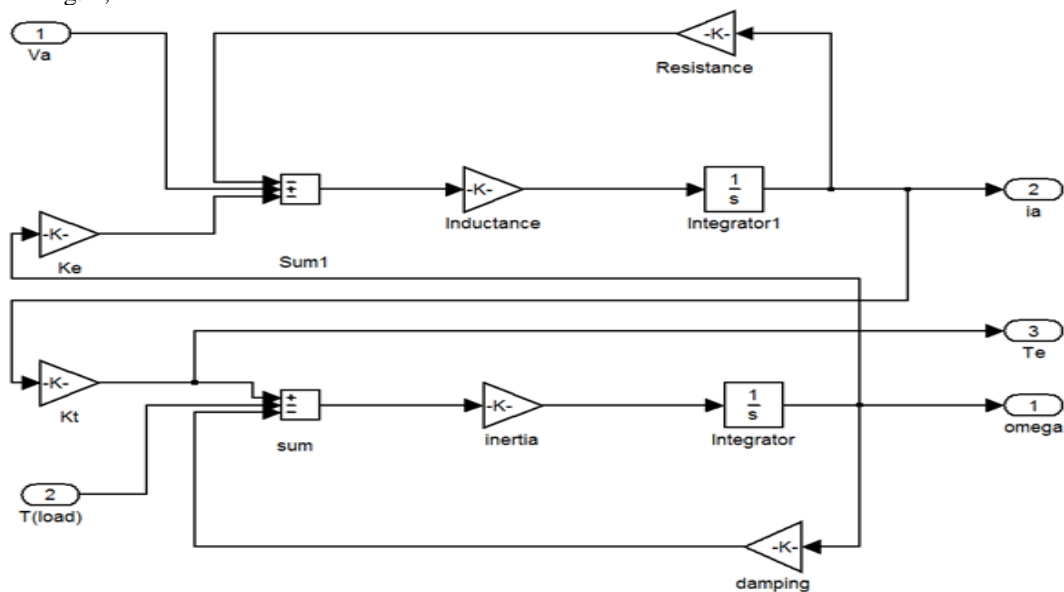 1
Va
-K-
Resistance
−
+
−
-K-
Inductance
1
s
Integrator1
2
ia
-K-
Ke
Sum1
3
Te
-K-
Kt
+
−
−
sum
-K-
inertia
1
s
Integrator
1
omega
2
T(load)
-K-
damping